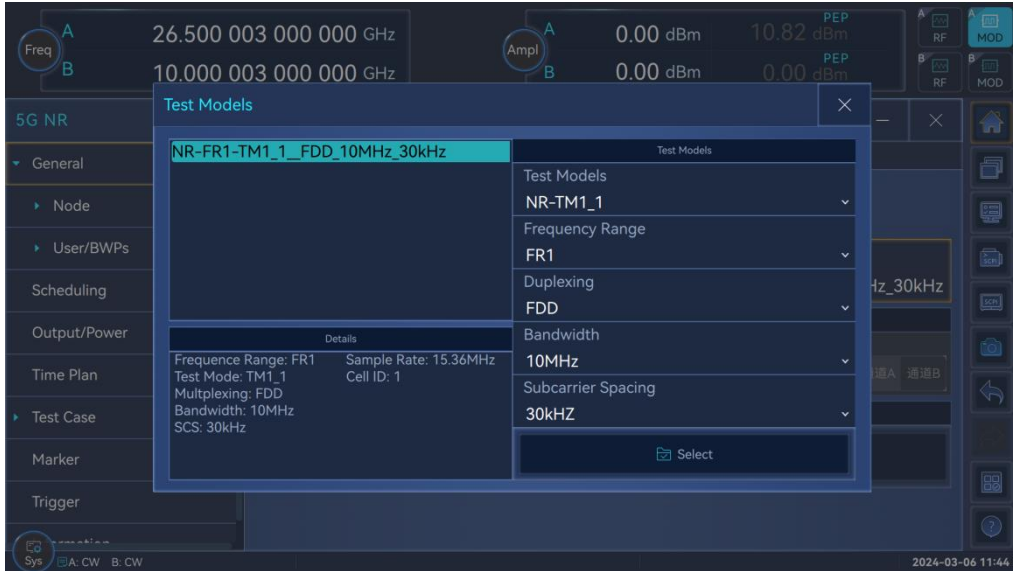 Freq
A
26.500 003 000 000 GHz
B
10.000 003 000 000 GHz
Ampl
A
0.00 dBm
PEP
10.82 dBm
B
0.00 dBm
PEP
0.00 dBm
A
RF
A
MOD
B
RF
B
MOD
5G NR
General
Node
User/BWPs
Scheduling
Output/Power
Time Plan
Test Case
Marker
Trigger
Test Models
NR-FR1-TM1_1__FDD_10MHz_30kHz
Details
Frequence Range: FR1
Test Mode: TM1_1
Multplexing: FDD
Bandwidth: 10MHz
SCS: 30kHz
Sample Rate: 15.36MHz
Cell ID: 1
Test Models
Test Models
NR-TM1_1
Frequency Range
FR1
Duplexing
FDD
Bandwidth
10MHz
Subcarrier Spacing
30kHZ
Select
Hz_30kHz
道A 通道B
SCPI
SCPI
Sys
A: CW B: CW
2024-03-06 11:44